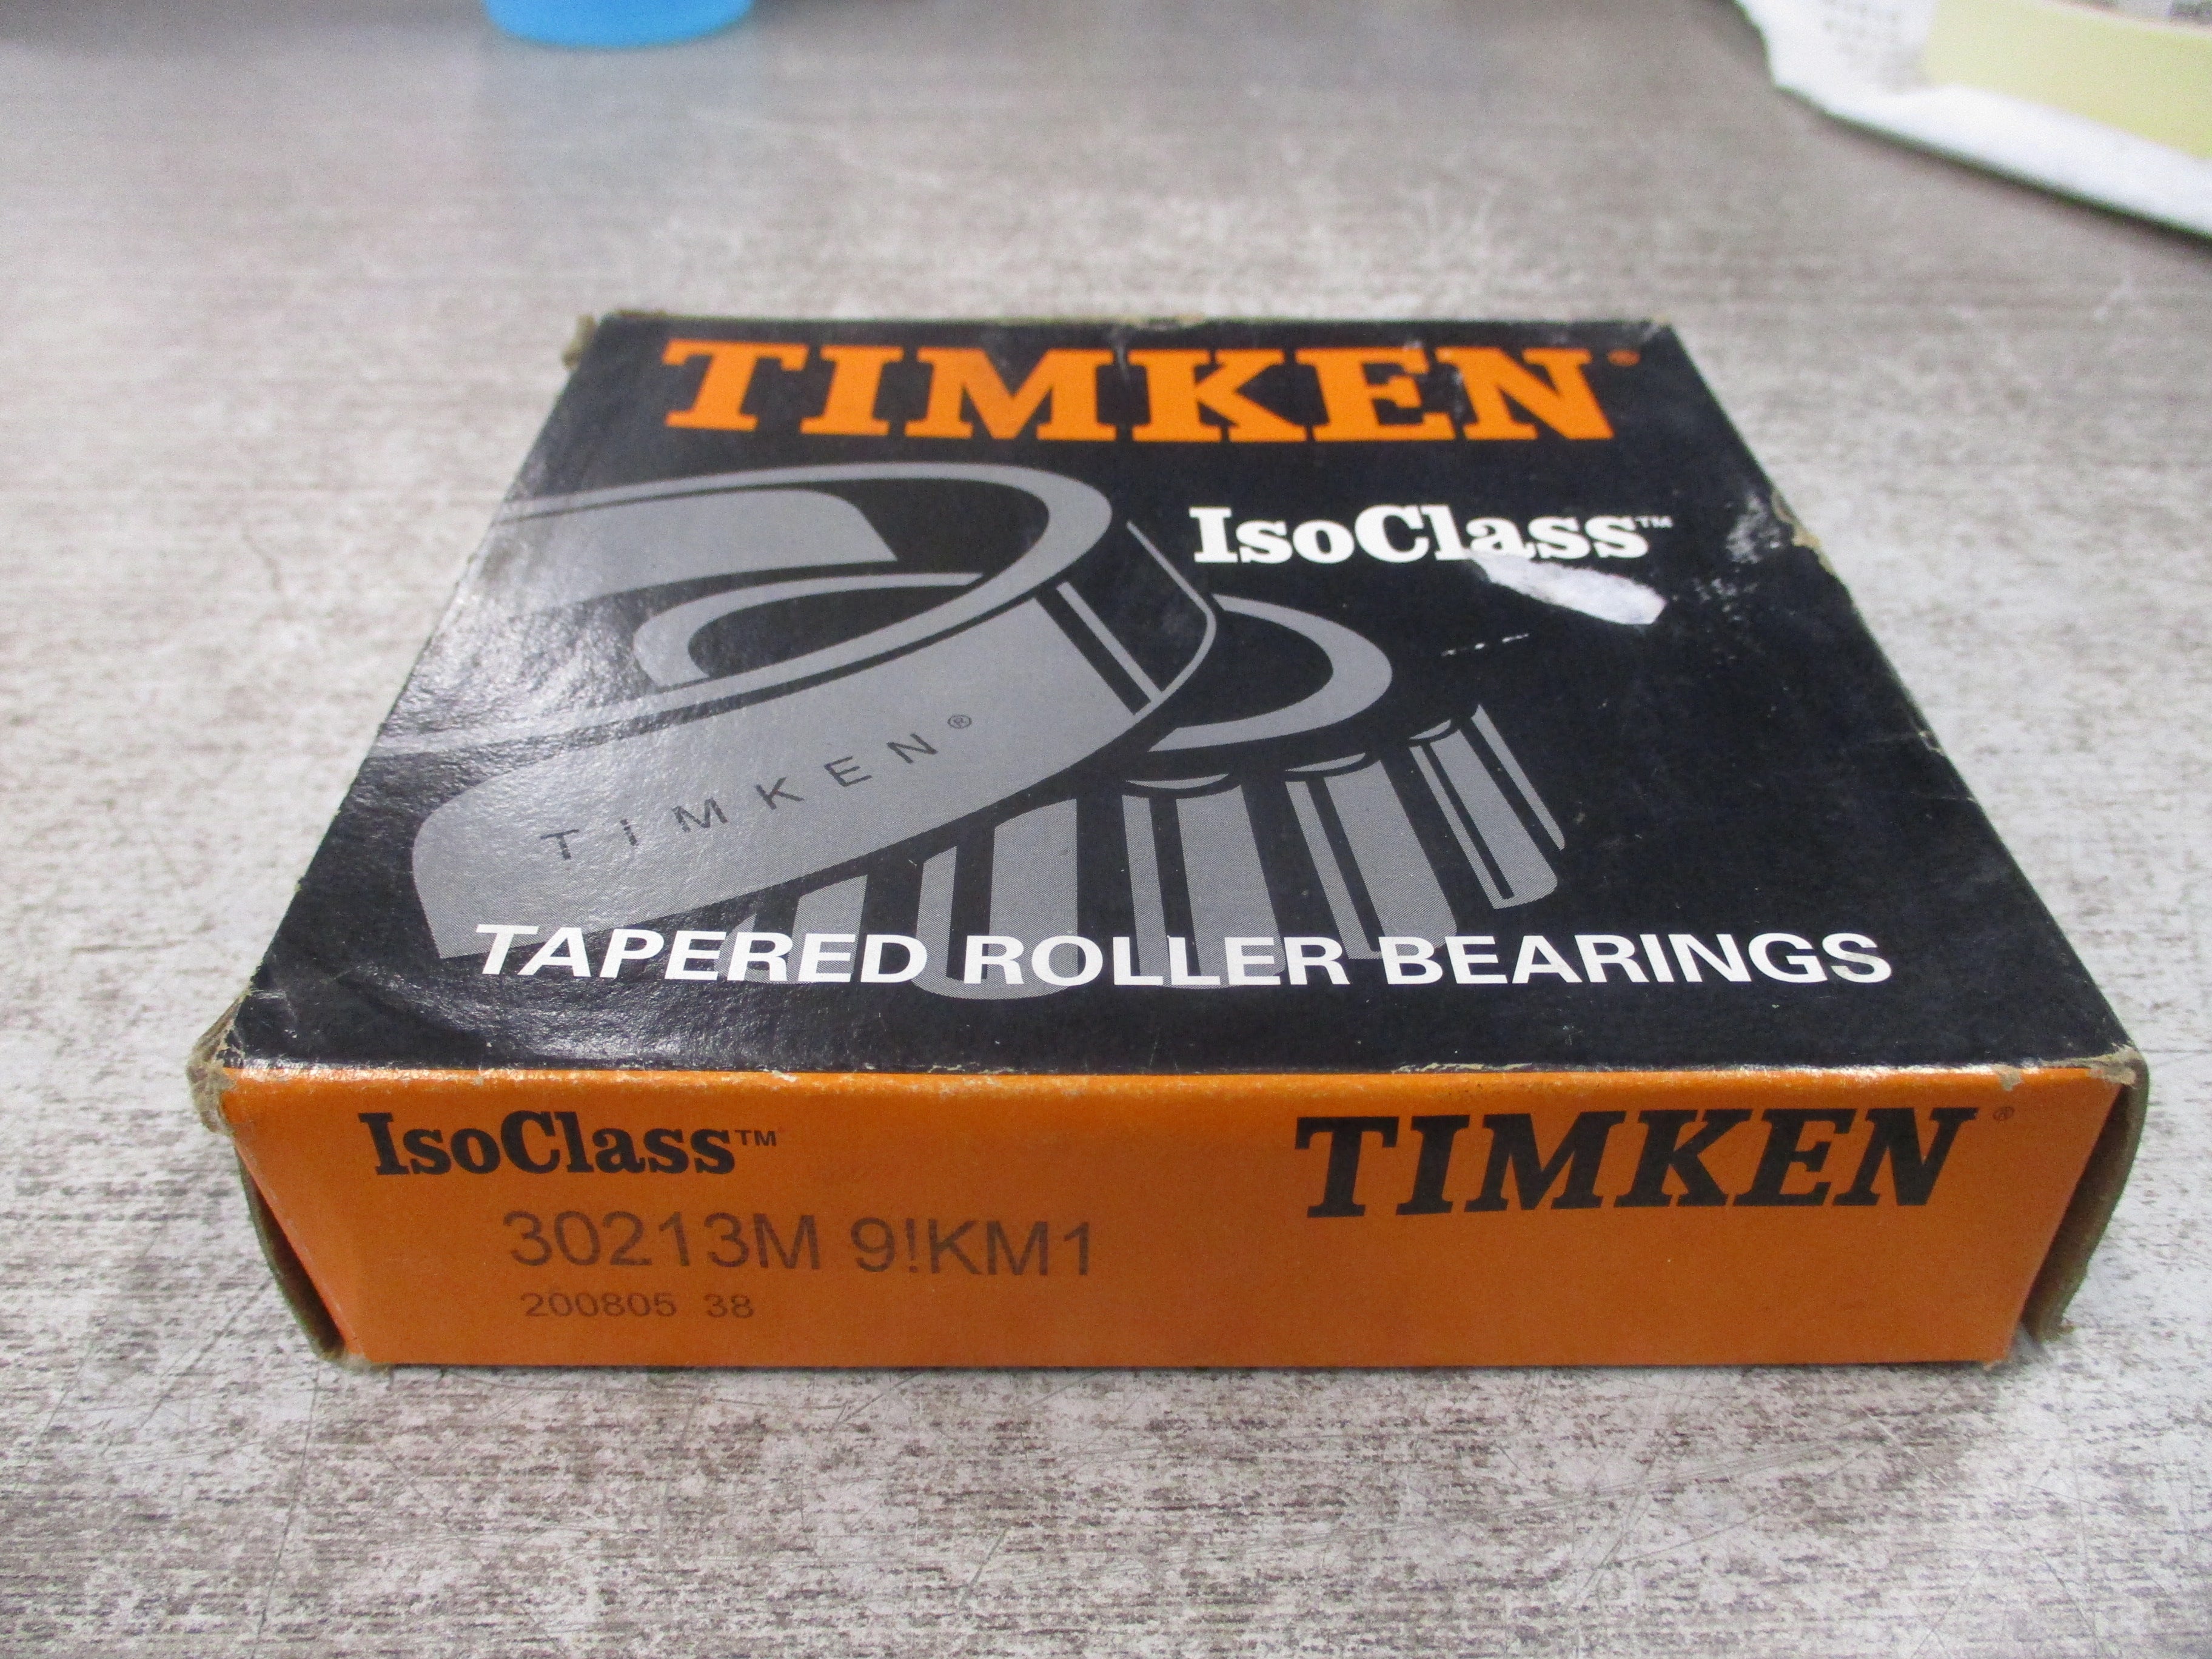 TIMKEN®
IsoClass™
TIMKEN®
TAPERED ROLLER BEARINGS
IsoClass™
TIMKEN®
30213M 9!KM1
200805 38